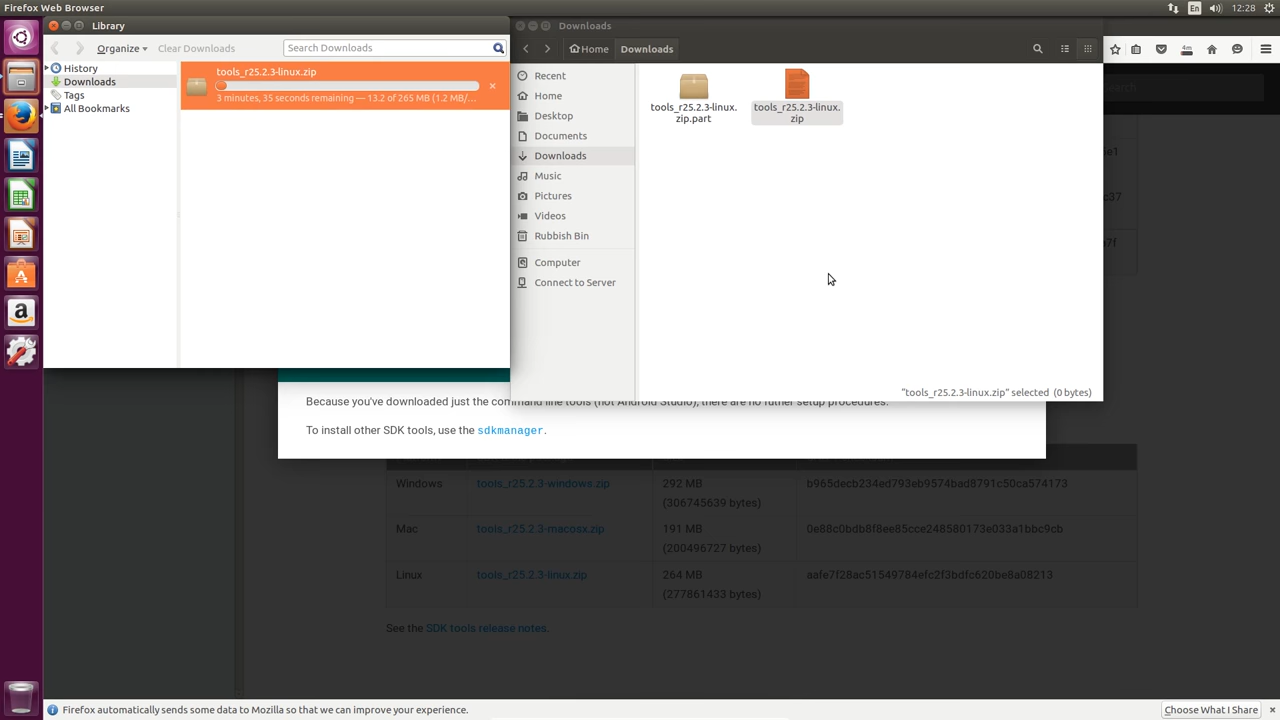 Firefox Web Browser
En
12:28
Library
Organize
Clear Downloads
Search Downloads
History
Downloads
Tags
All Bookmarks
tools_r25.2.3-linux.zip
3 minutes, 35 seconds remaining — 13.2 of 265 MB (1.2 MB/...
Downloads
Home
Downloads
4m
Recent
Home
Desktop
Documents
Downloads
Music
Pictures
Videos
Rubbish Bin
Computer
Connect to Server
tools_r25.2.3-linux.
zip.part
tools_r25.2.3-linux.
zip
"tools_r25.2.3-linux.zip" selected (0 bytes)
Search
Because you've downloaded just the command line tools (not Android Studio), there are no futher setup procedures.
To install other SDK tools, use the sdkmanager.
Windows
tools_r25.2.3-windows.zip
292 MB
(306745639 bytes)
b965decb234ed793eb9574bad8791c50ca574173
Mac
tools_r25.2.3-macosx.zip
191 MB
(200496727 bytes)
0e88c0bdb8f8ee85cce248580173e033a1bbc9cb
Linux
tools_r25.2.3-linux.zip
264 MB
(277861433 bytes)
aafe7f28ac51549784efc2f3bdfc620be8a08213
See the SDK tools release notes.
Firefox automatically sends some data to Mozilla so that we can improve your experience.
Choose What I Share